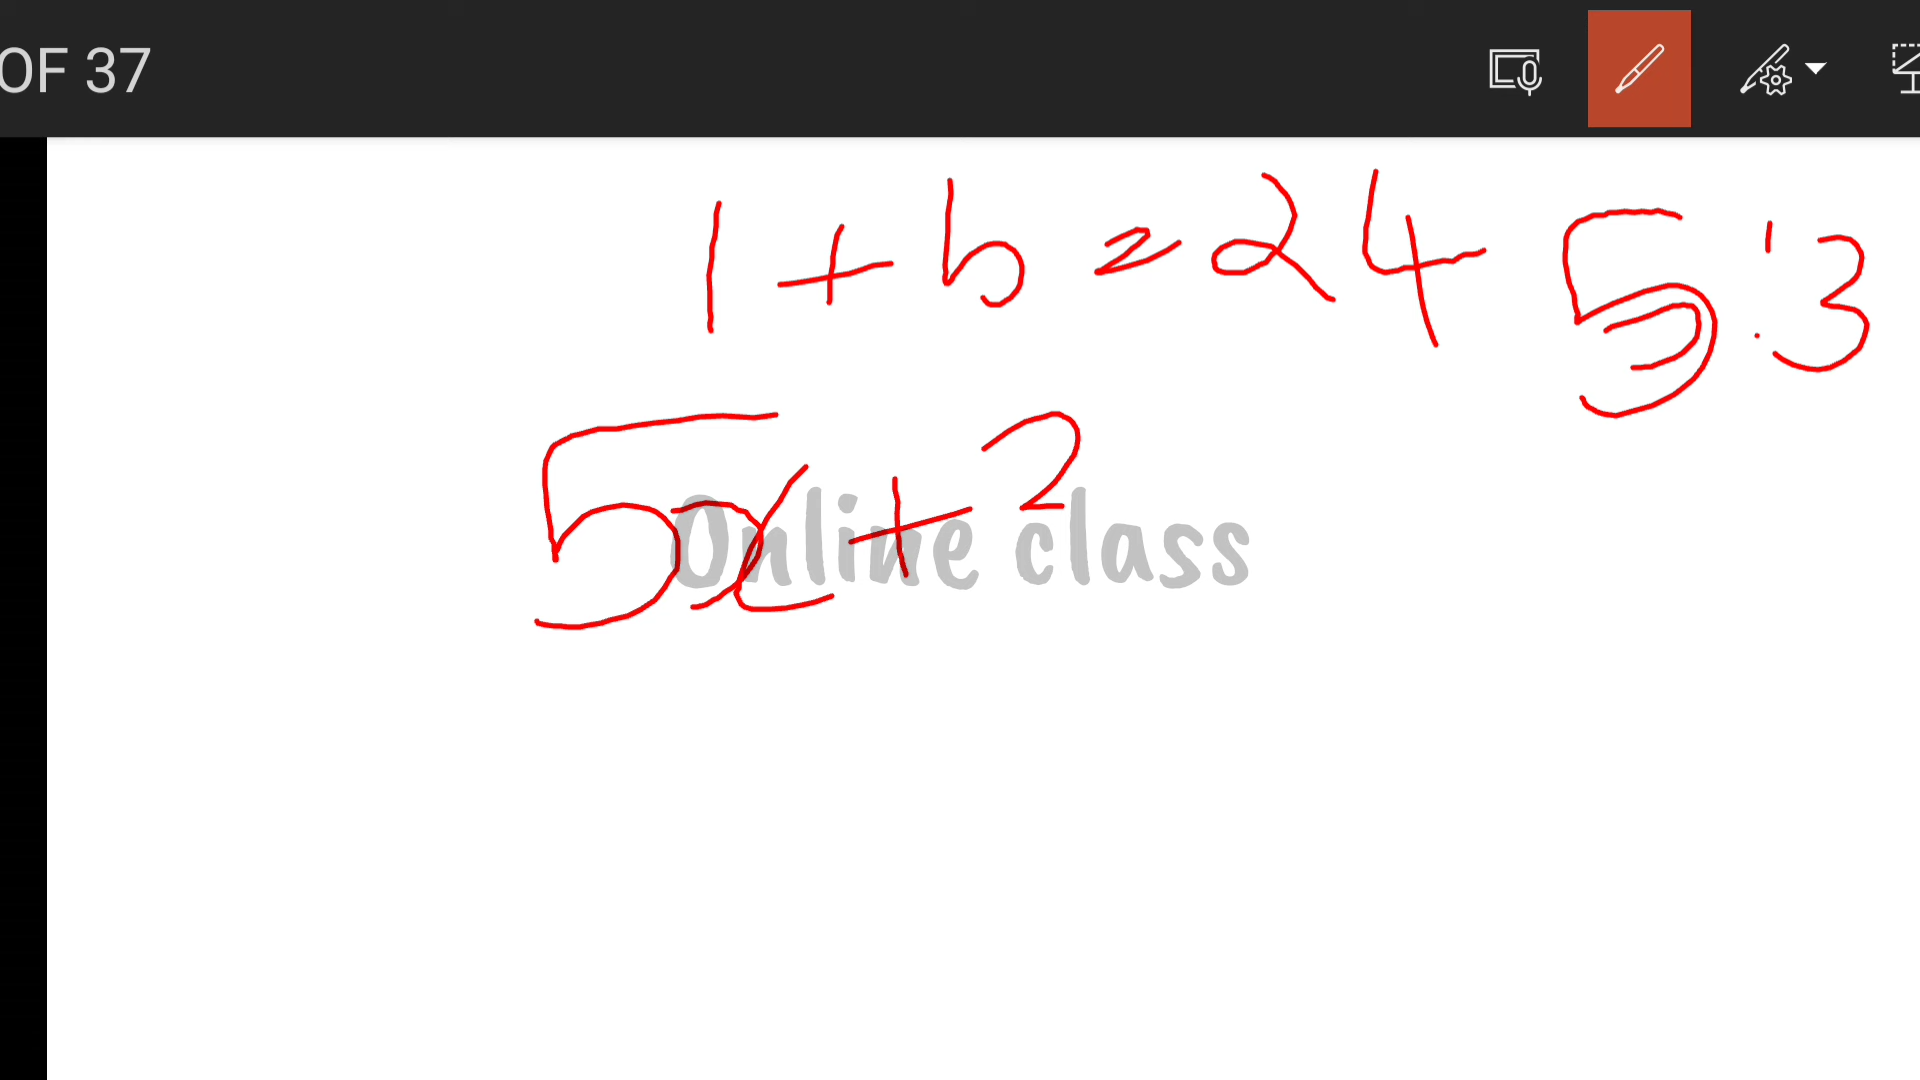 OF 37
1 + b = 24 5:3
5x + 2
Online class